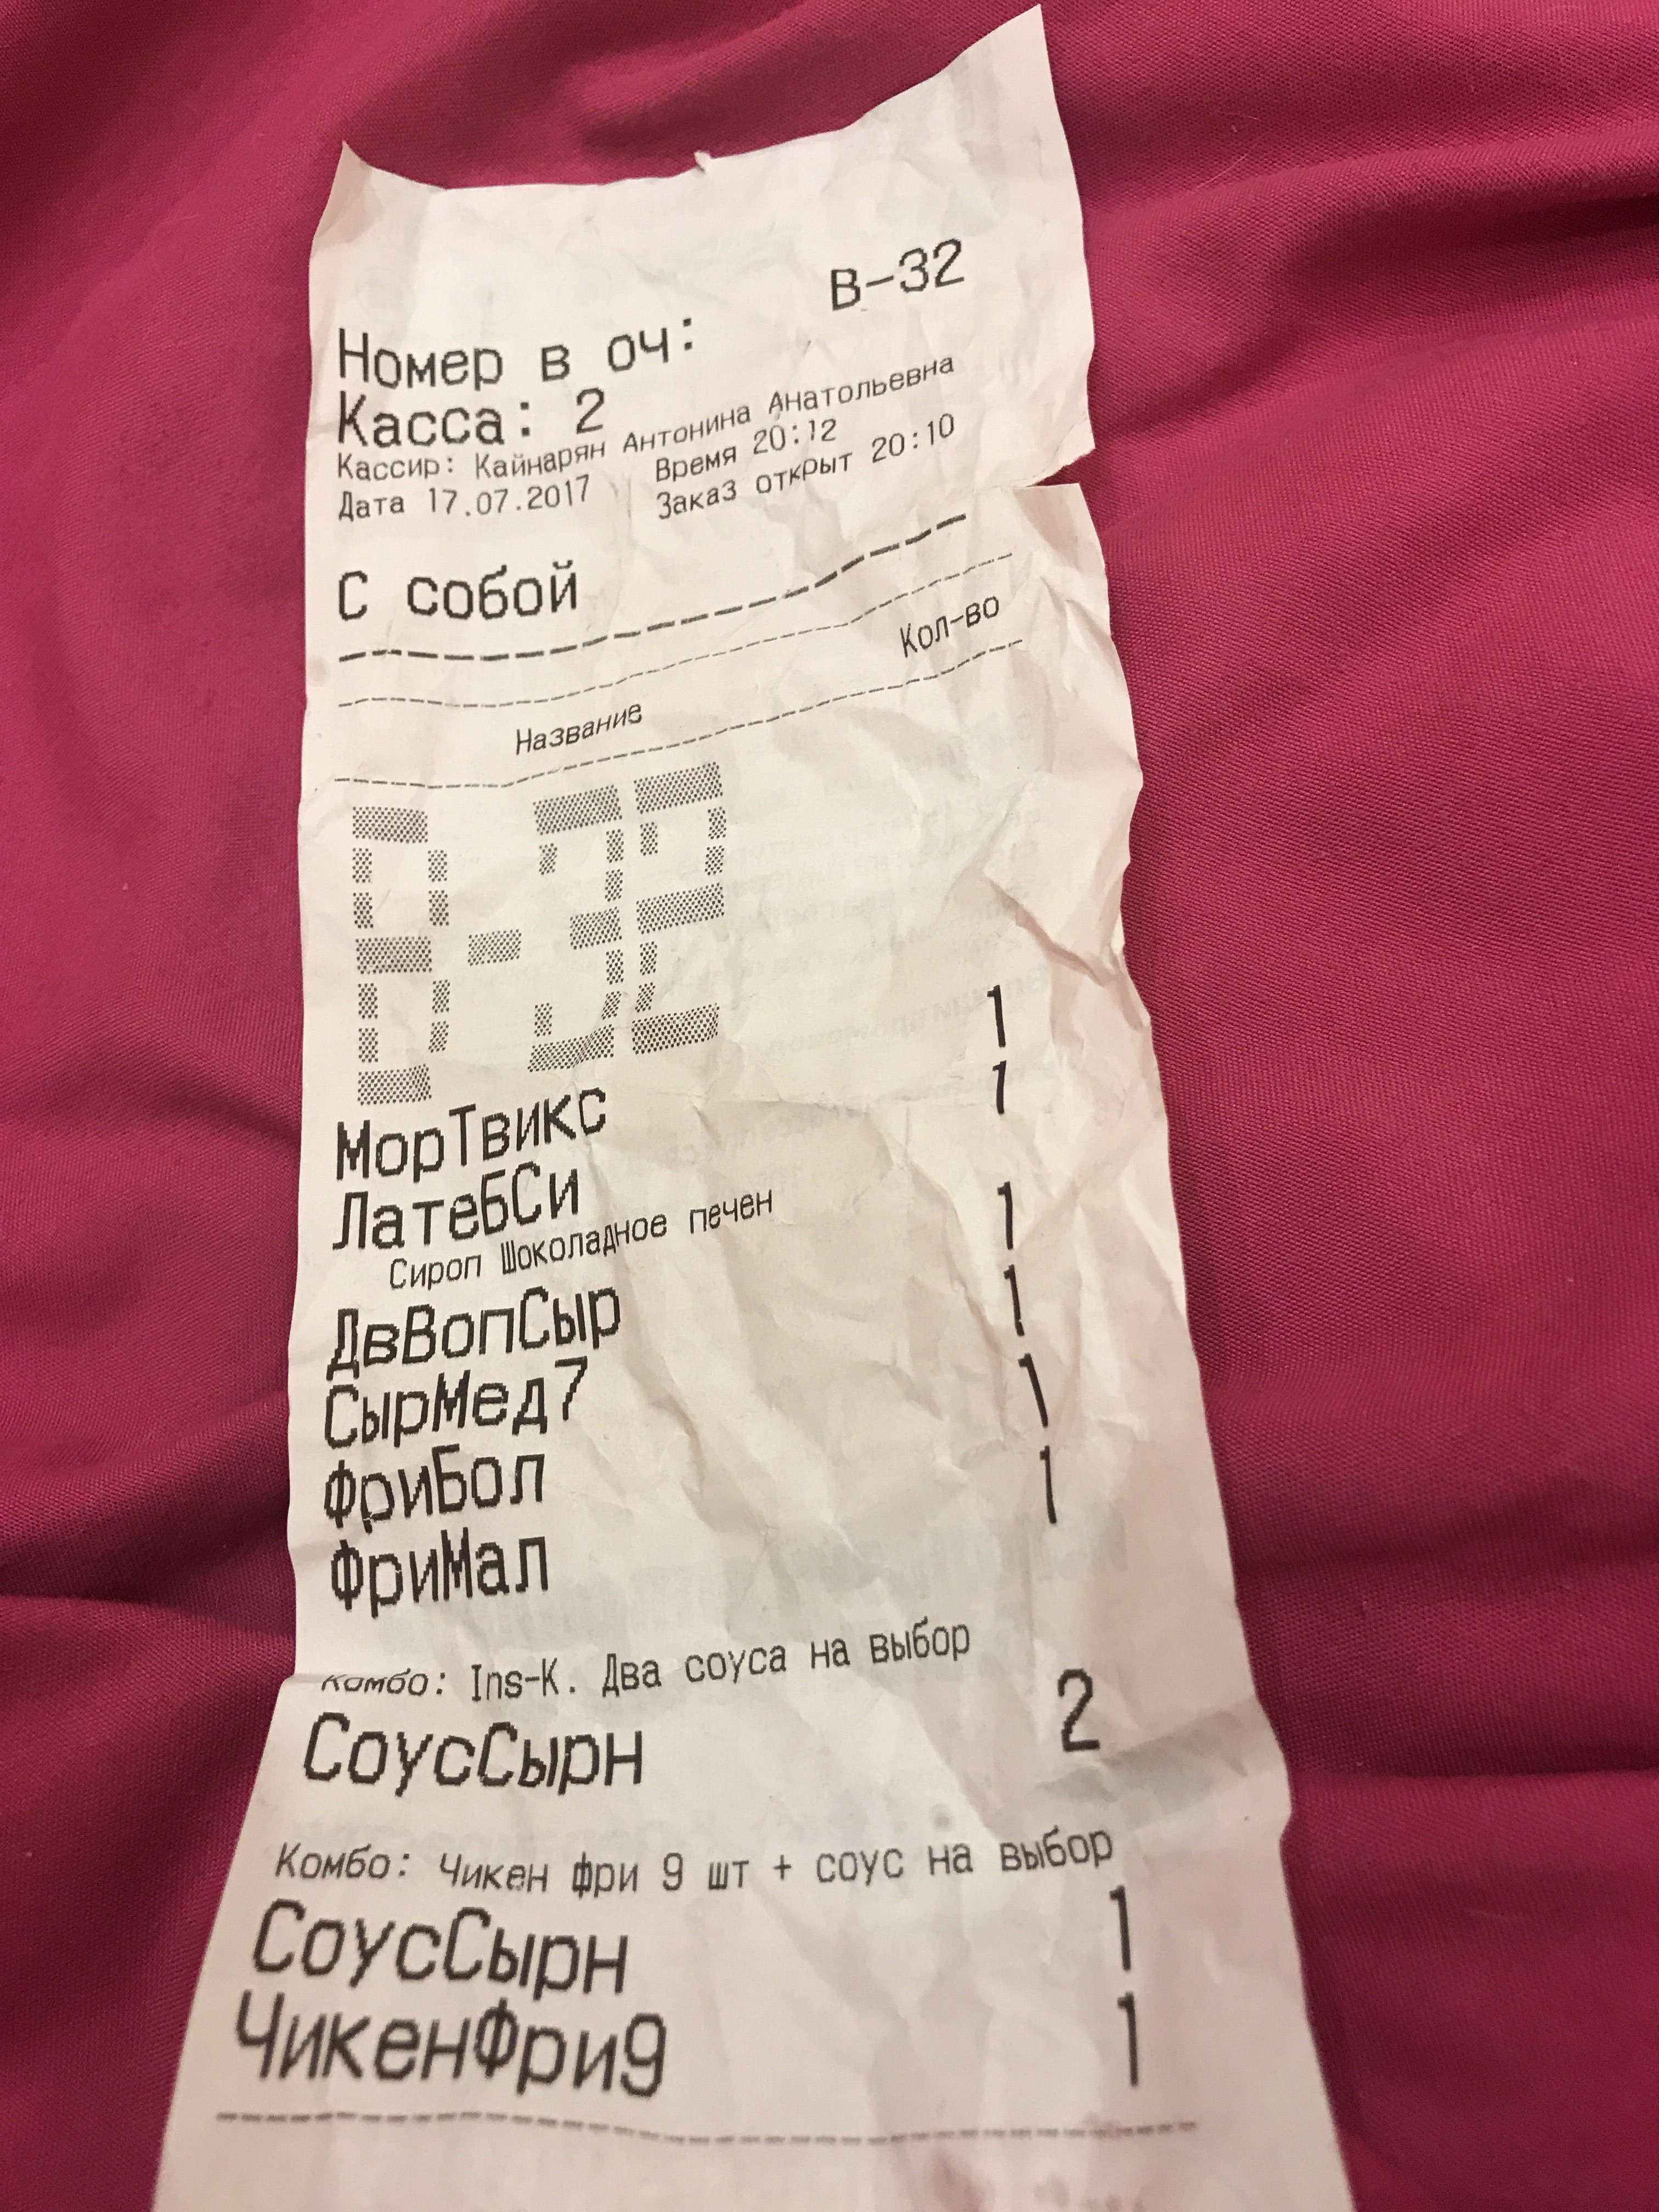 В-32
Номер в оч:
Касса: 2
Кассир: Кайнарян Антонина Анатольевна
Дата 17.07.2017 Время 20:12
Заказ открыт 20:10
С собой
Название Кол-во
В-32
МорТвикс 1
ЛатебСи 1
Сироп Шоколадное печен
ДвВопСыр 1
СырМед7 1
ФриБол 1
ФриМал 1
Комбо: Ins-K. Два соуса на выбор
СоусСырн 2
Комбо: Чикен фри 9 шт + соус на выбор
СоусСырн 1
ЧикенФри9 1